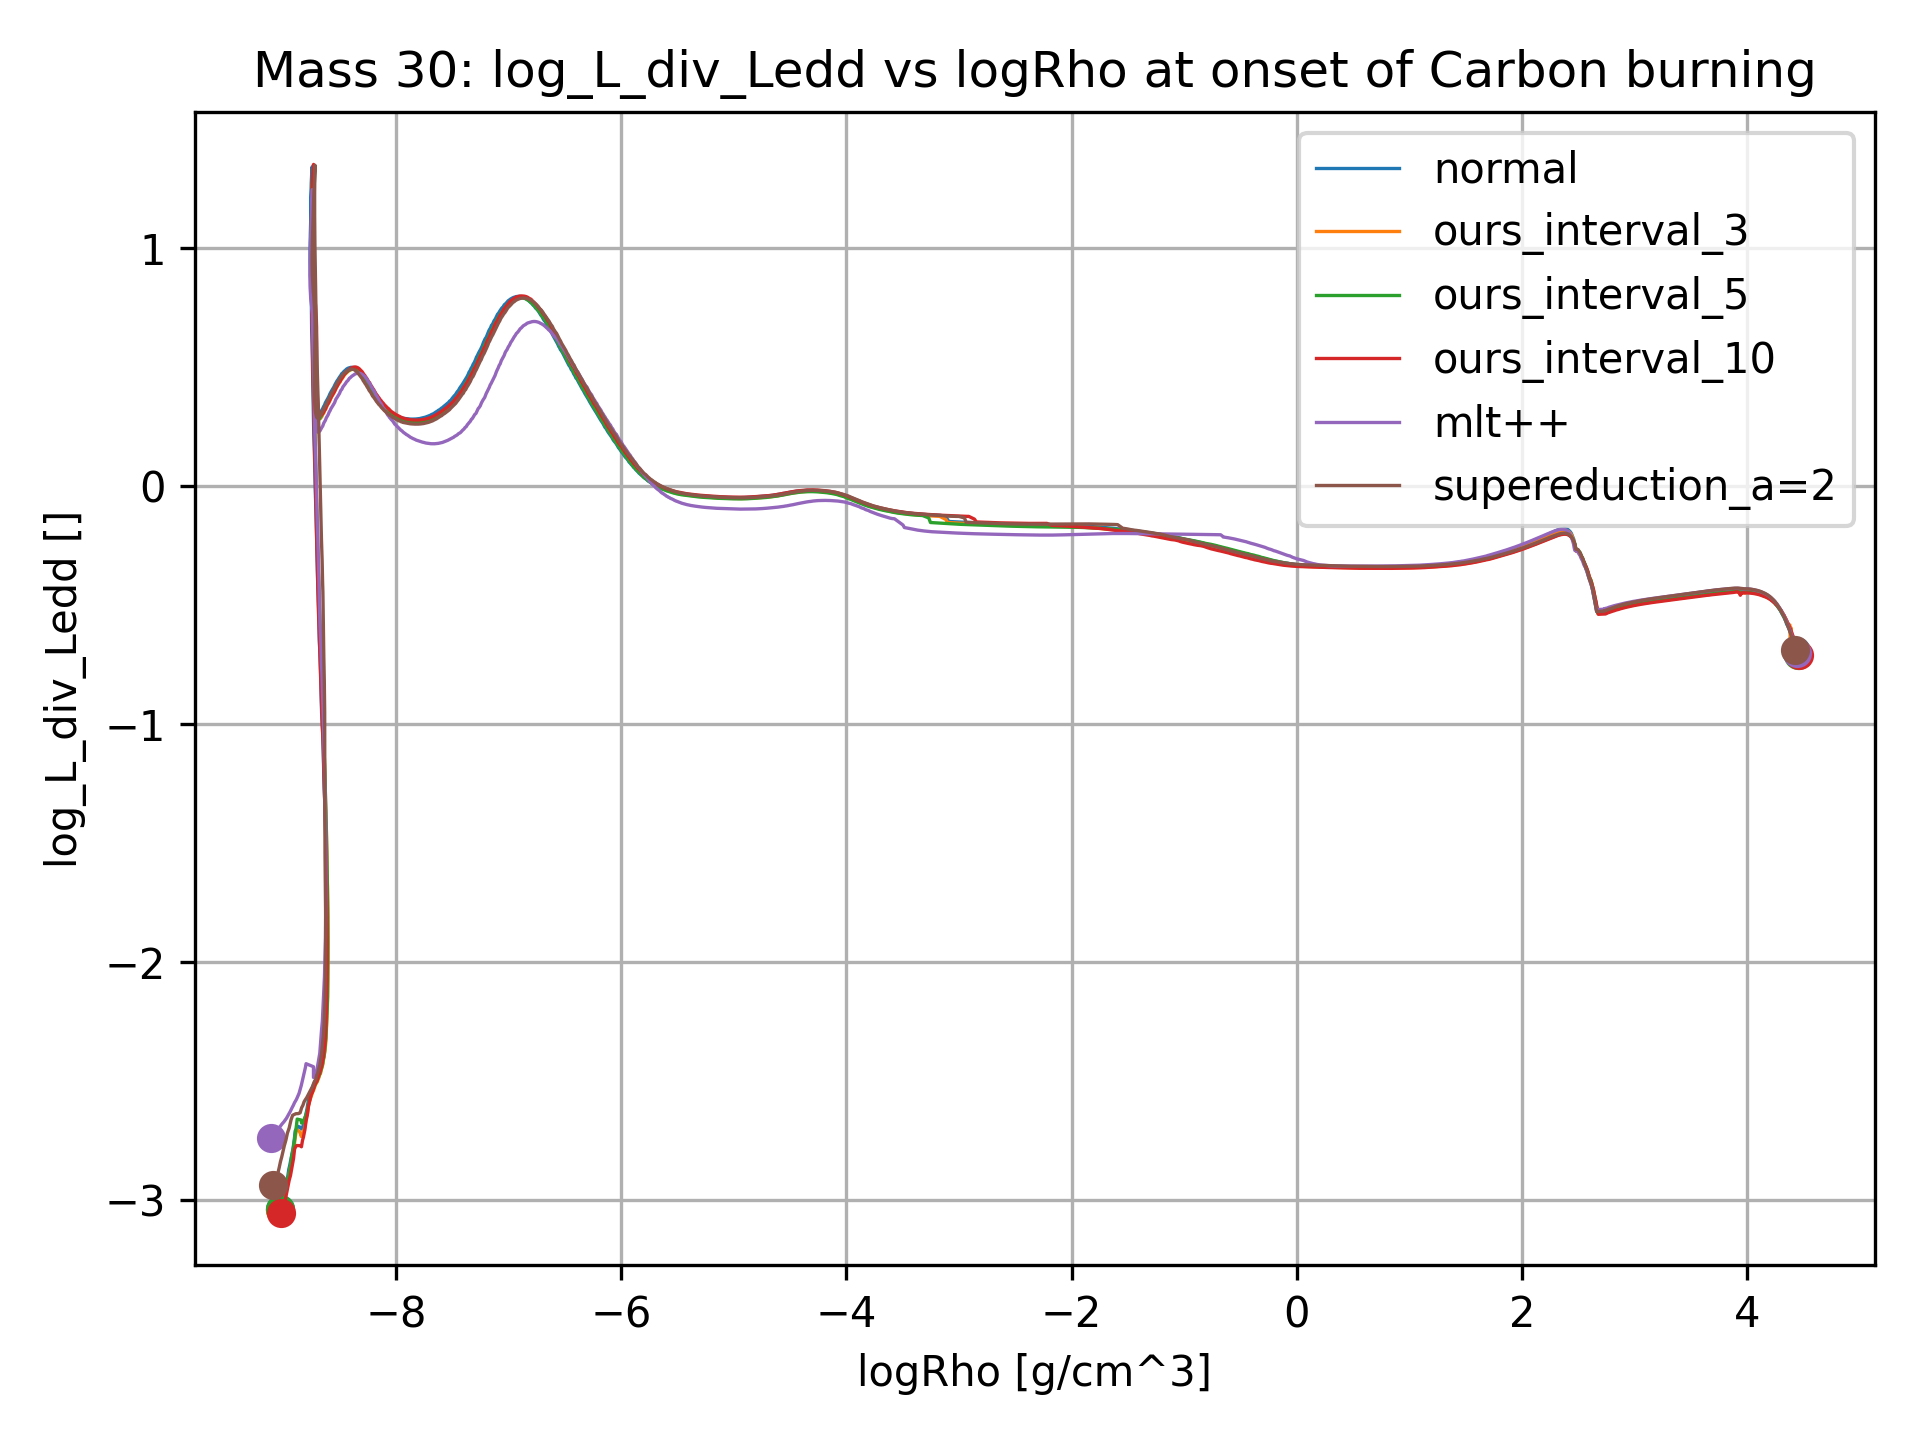 Mass 30: log_L_div_Ledd vs logRho at onset of Carbon burning
log_L_div_Ledd []
1
0
−1
−2
−3
normal
ours_interval_3
ours_interval_5
ours_interval_10
mlt++
supereduction_a=2
−8
−6
−4
−2
0
2
4
logRho [g/cm^3]